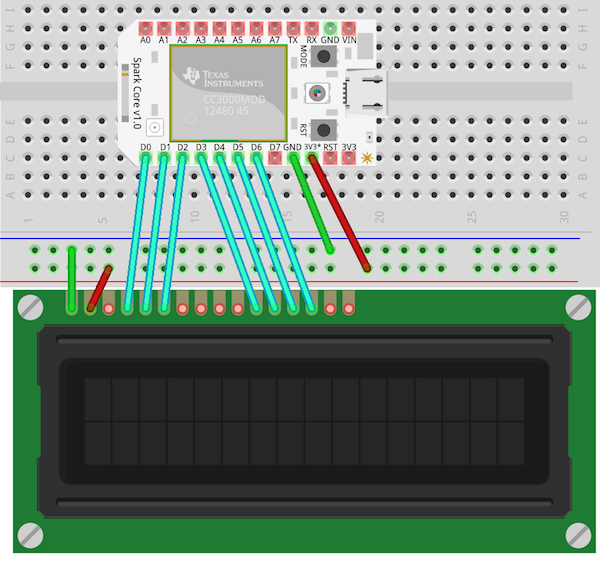 I
H
G
F
I
H
G
F
A0 A1 A2 A3 A4 A5 A6 A7 TX RX GND VIN
MODE
Spark Core v1.0
TEXAS
INSTRUMENTS
CC3000MOD
12480 45
RST
D0 D1 D2 D3 D4 D5 D6 D7 GND 3V3* RST 3V3
E
D
C
B
A
E
D
C
B
A
1 5 10 15 20 25 30